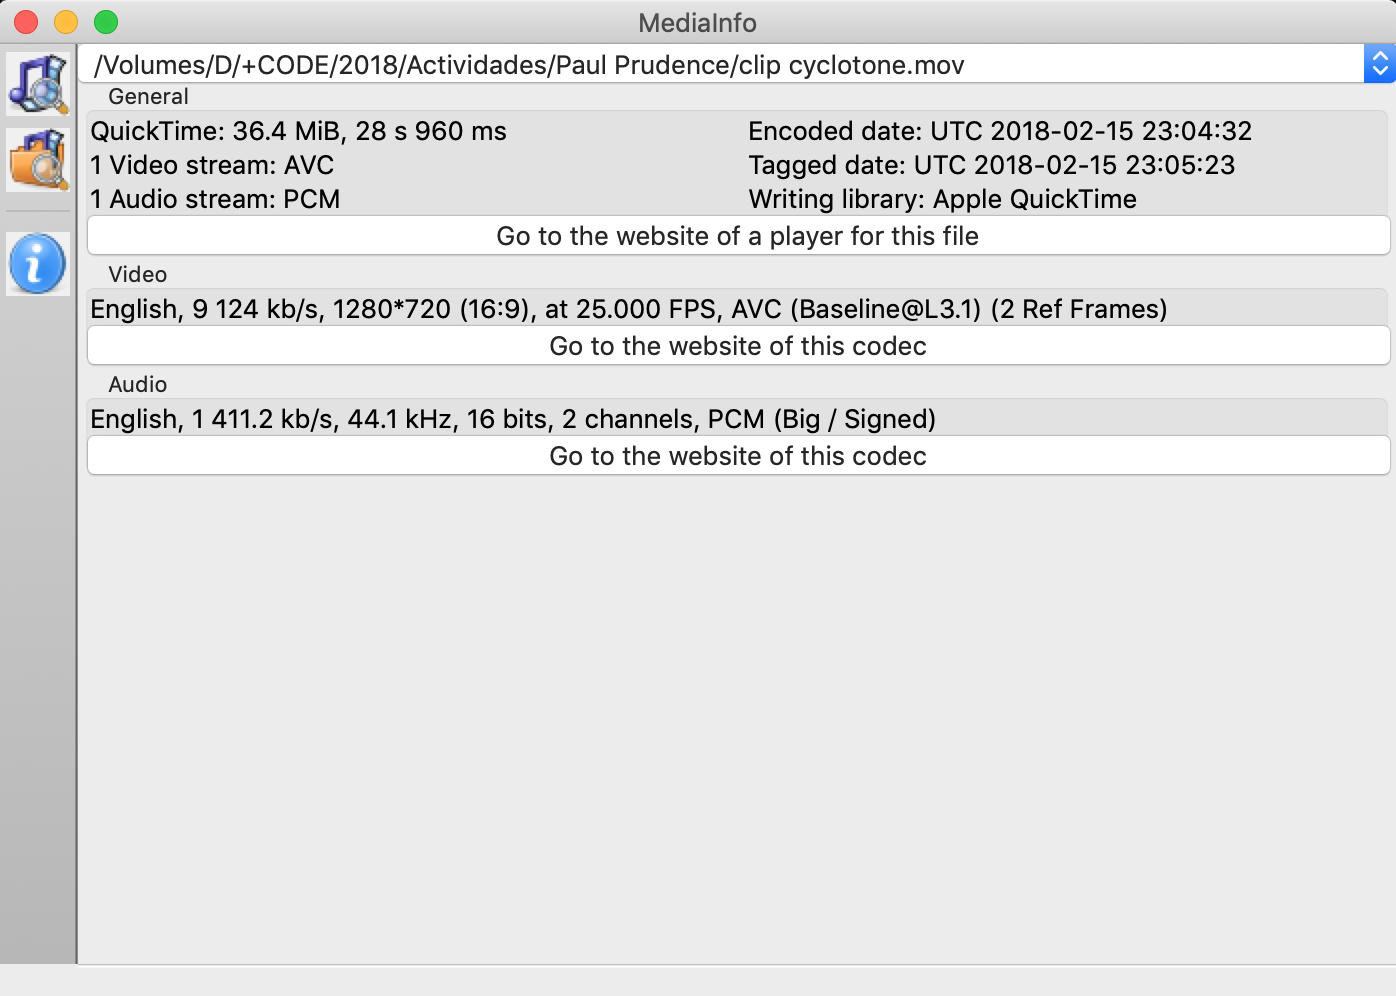 MediaInfo
/Volumes/D/+CODE/2018/Actividades/Paul Prudence/clip cyclotone.mov
General
QuickTime: 36.4 MiB, 28 s 960 ms
Encoded date: UTC 2018-02-15 23:04:32
1 Video stream: AVC
Tagged date: UTC 2018-02-15 23:05:23
1 Audio stream: PCM
Writing library: Apple QuickTime
Go to the website of a player for this file
Video
English, 9 124 kb/s, 1280*720 (16:9), at 25.000 FPS, AVC (Baseline@L3.1) (2 Ref Frames)
Go to the website of this codec
Audio
English, 1 411.2 kb/s, 44.1 kHz, 16 bits, 2 channels, PCM (Big / Signed)
Go to the website of this codec